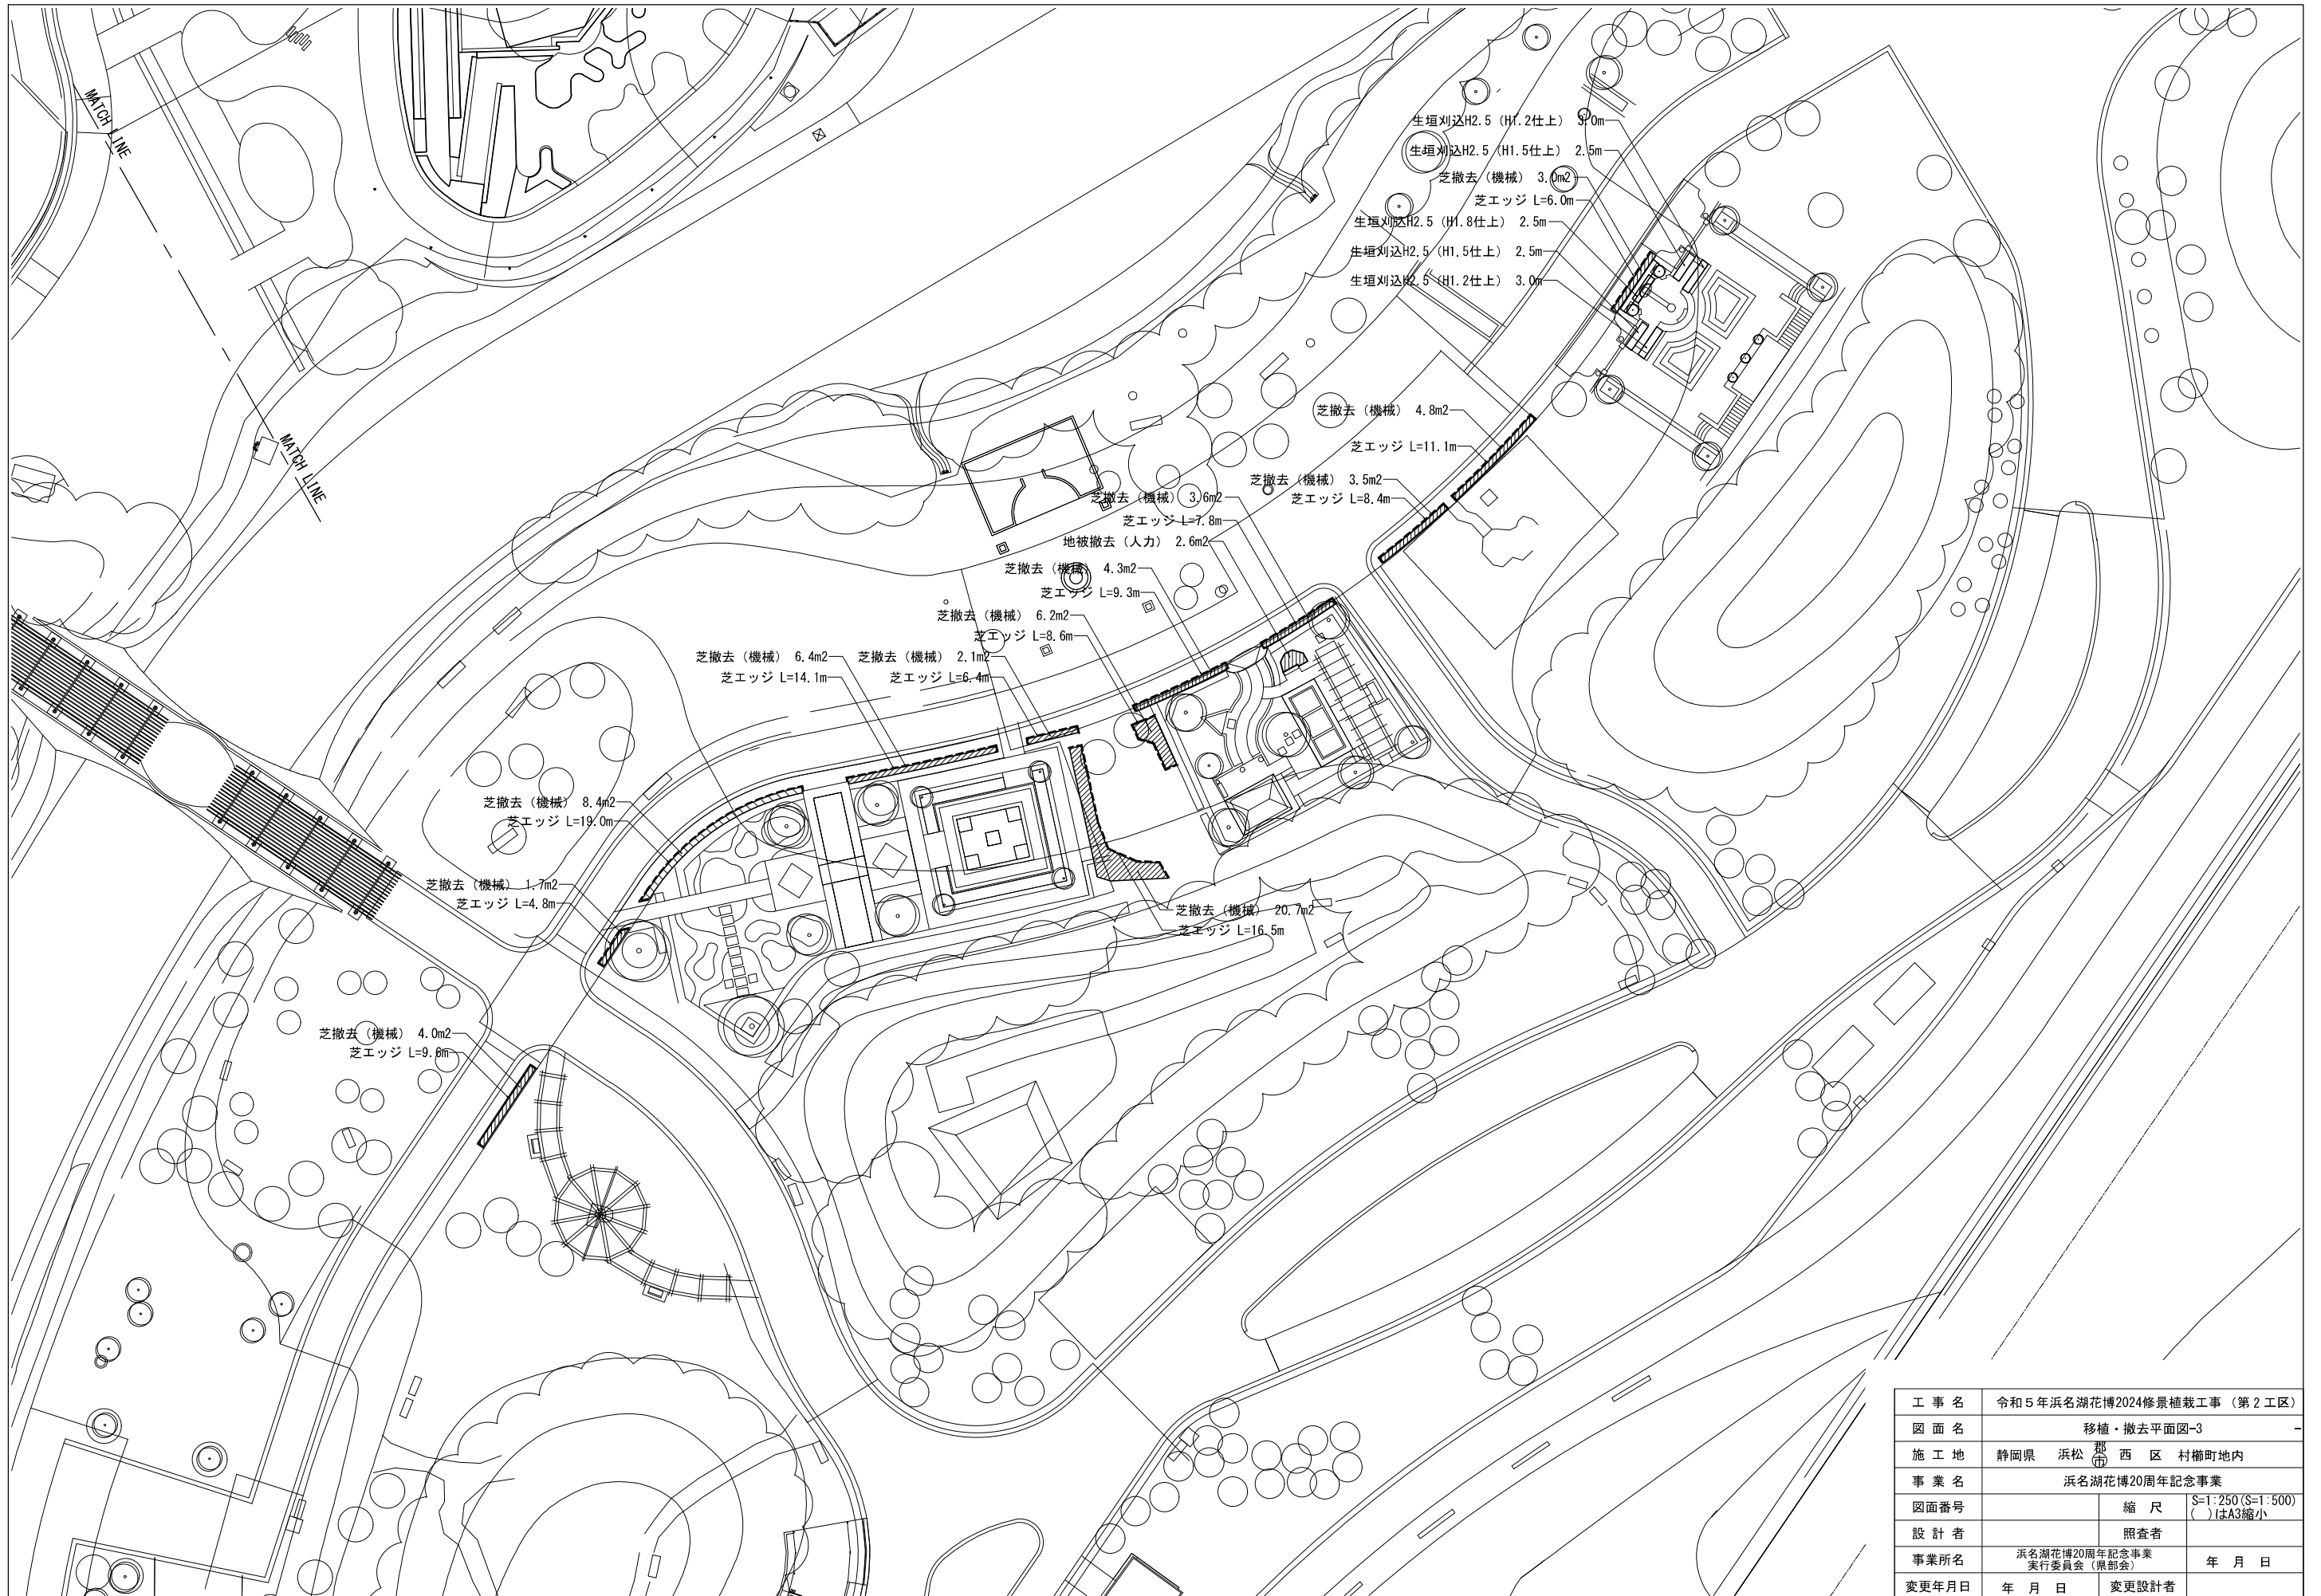 MATCH LINE
MATCH LINE
生垣刈込H2.5（H1.2仕上） 3.0m
生垣刈込H2.5（H1.5仕上） 2.5m
芝撤去（機械） 3.0m2
芝エッジ L=6.0m
生垣刈込H2.5（H1.8仕上） 2.5m
生垣刈込H2.5（H1.5仕上） 2.5m
生垣刈込H2.5（H1.2仕上） 3.0m
芝撤去（機械） 4.8m2
芝エッジ L=11.1m
芝撤去（機械） 3.5m2
芝エッジ L=8.4m
芝撤去（機械） 3.6m2
芝エッジ L=7.8m
地被撤去（人力） 2.6m2
芝撤去（機械） 4.3m2
芝エッジ L=9.3m
芝撤去（機械） 6.2m2
芝エッジ L=8.6m
芝撤去（機械） 6.4m2 芝撤去（機械） 2.1m2
芝エッジ L=14.1m 芝エッジ L=6.4m
芝撤去（機械） 8.4m2
芝エッジ L=19.0m
芝撤去（機械） 1.7m2
芝エッジ L=4.8m
芝撤去（機械） 20.7m2
芝エッジ L=16.5m
芝撤去（機械） 4.0m2
芝エッジ L=9.6m
工事名 令和５年浜名湖花博2024修景植栽工事（第２工区）
図面名 移植・撤去平面図-3 -
施工地 静岡県 浜松 郡 市 西 区 村櫛町地内
事業名 浜名湖花博20周年記念事業
図面番号 縮尺 S=1:250(S=1:500)
( )はA3縮小
設計者 照査者
事業所名 浜名湖花博20周年記念事業
実行委員会（県部会） 年 月 日
変更年月日 年 月 日 変更設計者